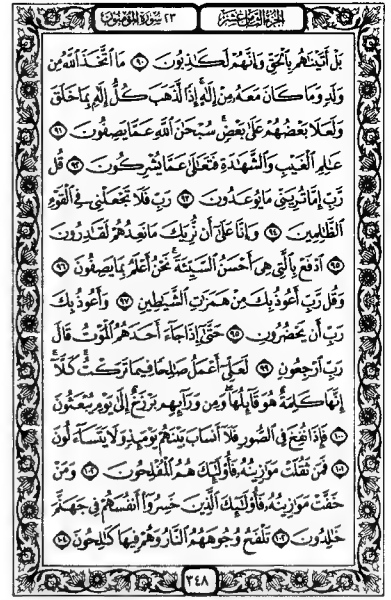 الجزء الثامن عشر ٢٣ سورة المؤمنون
بَلْ أَتَيْنَٰهُم بِٱلْحَقِّ وَإِنَّهُمْ لَكَٰذِبُونَ ٩٠ مَا ٱتَّخَذَ ٱللَّهُ مِن
وَلَدٍ وَمَا كَانَ مَعَهُۥ مِنْ إِلَٰهٍ ۚ إِذًا لَّذَهَبَ كُلُّ إِلَٰهٍۭ بِمَا خَلَقَ
وَلَعَلَا بَعْضُهُمْ عَلَىٰ بَعْضٍ ۚ سُبْحَٰنَ ٱللَّهِ عَمَّا يَصِفُونَ ٩١
عَٰلِمِ ٱلْغَيْبِ وَٱلشَّهَٰدَةِ فَتَعَٰلَىٰ عَمَّا يُشْرِكُونَ ٩٢ قُل
رَّبِّ إِمَّا تُرِيَنِّى مَا يُوعَدُونَ ٩٣ رَبِّ فَلَا تَجْعَلْنِى فِى ٱلْقَوْمِ
ٱلظَّٰلِمِينَ ٩٤ وَإِنَّا عَلَىٰٓ أَن نُّرِيَكَ مَا نَعِدُهُمْ لَقَٰدِرُونَ
٩٥ ٱدْفَعْ بِٱلَّتِى هِىَ أَحْسَنُ ٱلسَّيِّئَةَ ۚ نَحْنُ أَعْلَمُ بِمَا يَصِفُونَ ٩٦
وَقُل رَّبِّ أَعُوذُ بِكَ مِنْ هَمَزَٰتِ ٱلشَّيَٰطِينِ ٩٧ وَأَعُوذُ بِكَ
رَبِّ أَن يَحْضُرُونِ ٩٨ حَتَّىٰٓ إِذَا جَآءَ أَحَدَهُمُ ٱلْمَوْتُ قَالَ
رَبِّ ٱرْجِعُونِ ٩٩ لَعَلِّىٓ أَعْمَلُ صَٰلِحًا فِيمَا تَرَكْتُ ۚ كَلَّآ ۚ
إِنَّهَا كَلِمَةٌ هُوَ قَآئِلُهَا ۖ وَمِن وَرَآئِهِم بَرْزَخٌ إِلَىٰ يَوْمِ يُبْعَثُونَ
١٠٠ فَإِذَا نُفِخَ فِى ٱلصُّورِ فَلَآ أَنسَابَ بَيْنَهُمْ يَوْمَئِذٍ وَلَا يَتَسَآءَلُونَ
١٠١ فَمَن ثَقُلَتْ مَوَٰزِينُهُۥ فَأُو۟لَٰٓئِكَ هُمُ ٱلْمُفْلِحُونَ ١٠٢ وَمَنْ
خَفَّتْ مَوَٰزِينُهُۥ فَأُو۟لَٰٓئِكَ ٱلَّذِينَ خَسِرُوٓا۟ أَنفُسَهُمْ فِى جَهَنَّمَ
خَٰلِدُونَ ١٠٣ تَلْفَحُ وُجُوهَهُمُ ٱلنَّارُ وَهُمْ فِيهَا كَٰلِحُونَ ١٠٤
٣٤٨